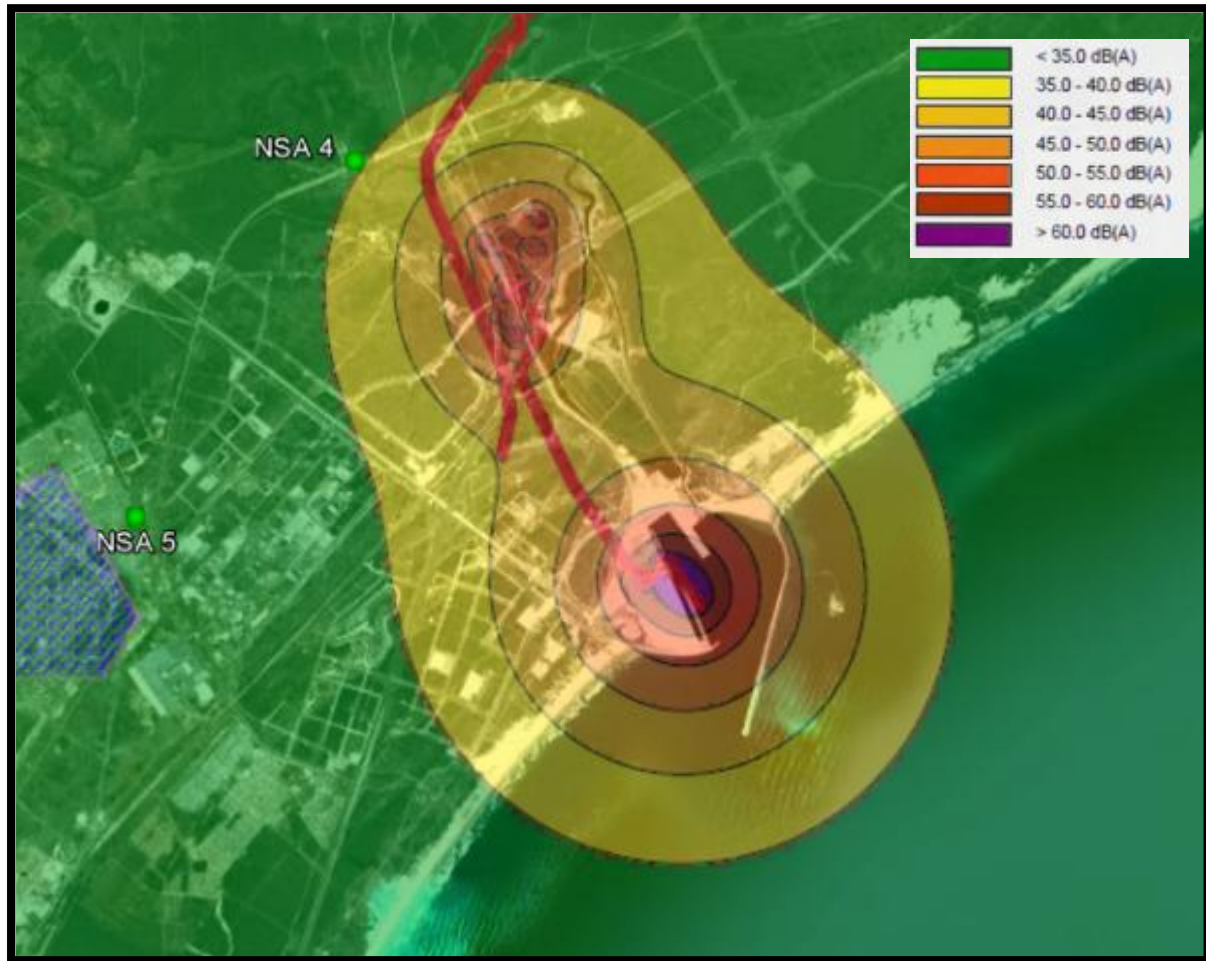 < 35.0 dB(A)
35.0 - 40.0 dB(A)
40.0 - 45.0 dB(A)
45.0 - 50.0 dB(A)
50.0 - 55.0 dB(A)
55.0 - 60.0 dB(A)
> 60.0 dB(A)
NSA 4
NSA 5